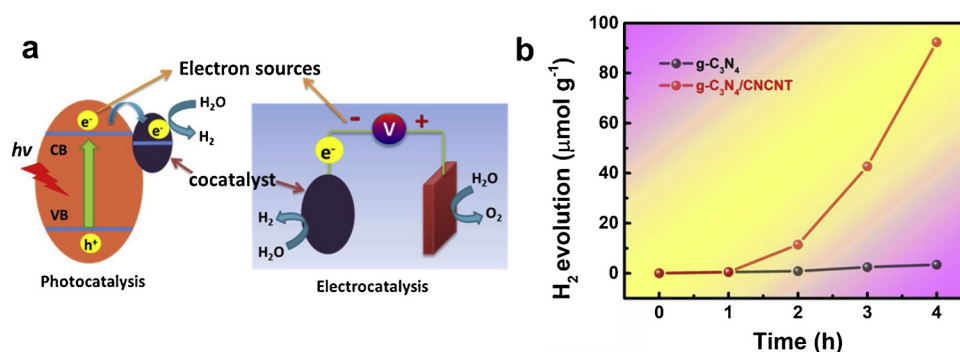 a
Electron sources
e⁻
CB
hν
VB
h⁺
Photocatalysis
e⁻
H₂O
H₂
cocatalyst
- V +
e⁻
H₂
H₂O
H₂O
O₂
Electrocatalysis
b
H₂ evolution (μmol g⁻¹)
100
80
60
40
20
0
g-C₃N₄
g-C₃N₄/CNCNT
0 1 2 3 4
Time (h)